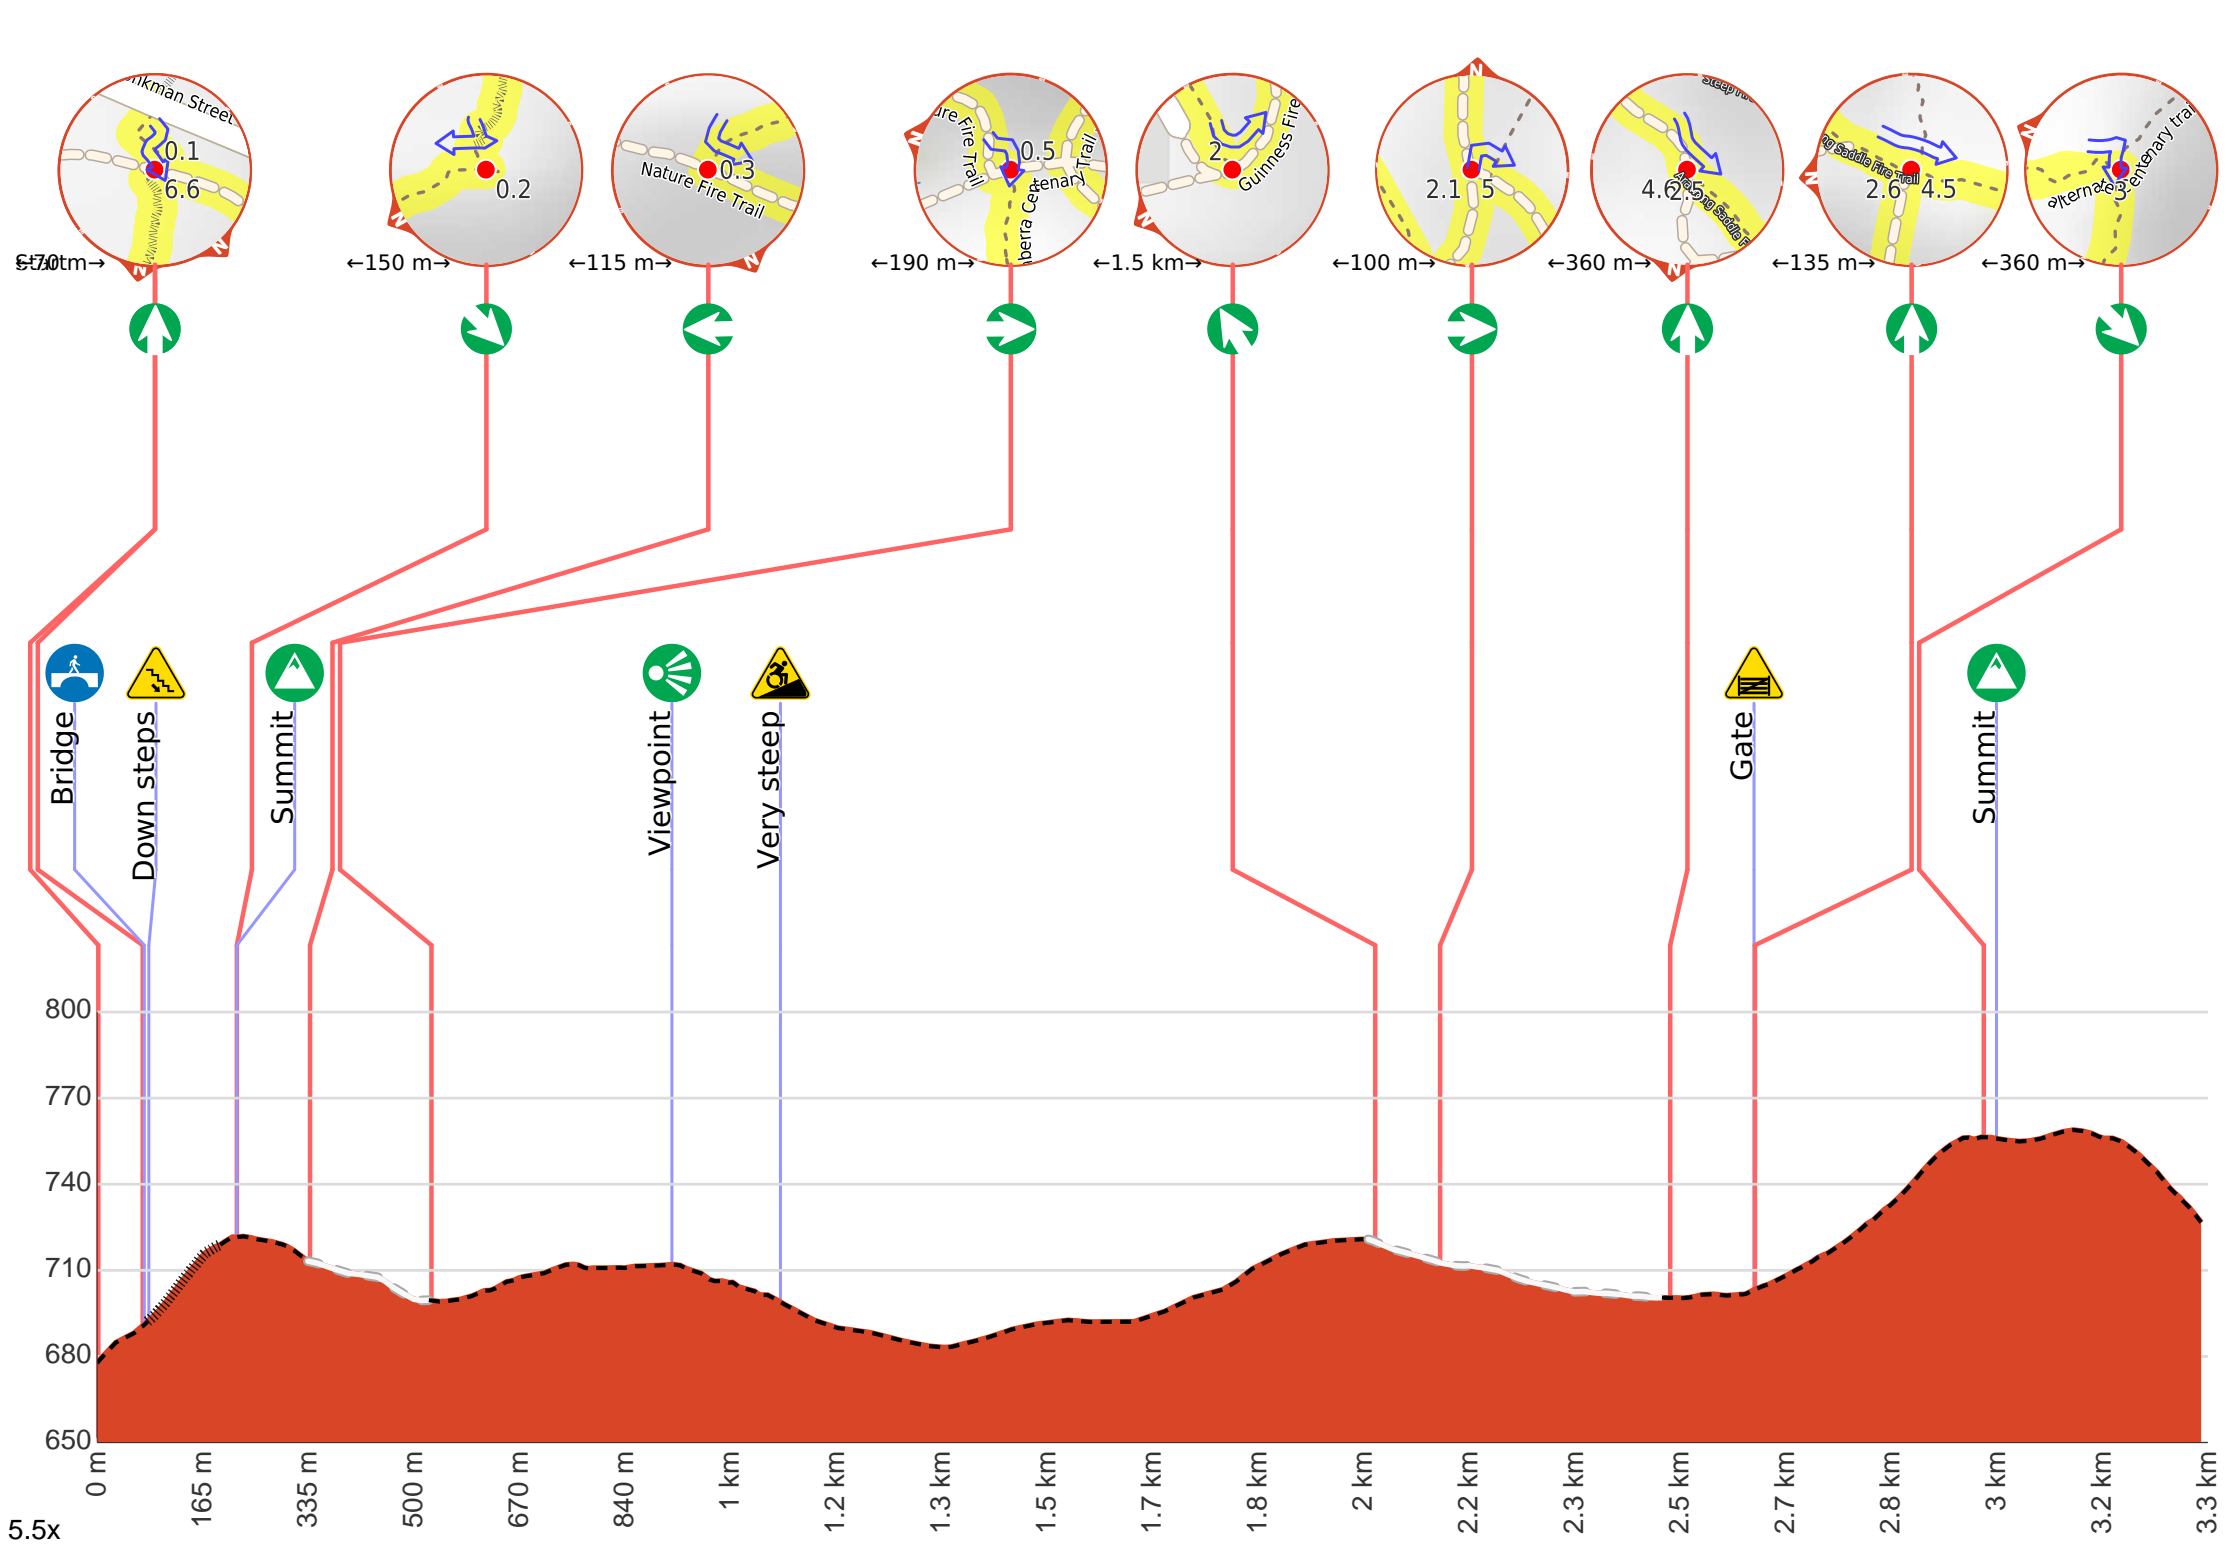 nkman Street
0.1
6.6
N
N
0.2
N
0.3
Nature Fire Trail
N
ure Fire Trail
0.5
N
2
Guinness Fire
N
N
2.1
5
4.6
2.5
N
ng Saddle Fire Trail
2.6
4.5
N
N
3
←150 m→
←115 m→
←190 m→
←1.5 km→
←100 m→
←360 m→
←135 m→
←360 m→
Bridge
Down steps
Summit
Viewpoint
Very steep
Gate
Summit
800
770
740
710
680
650
0 m
165 m
335 m
500 m
670 m
840 m
1 km
1.2 km
1.3 km
1.5 km
1.7 km
1.8 km
2 km
2.2 km
2.3 km
2.5 km
2.7 km
2.8 km
3 km
3.2 km
3.3 km
5.5x